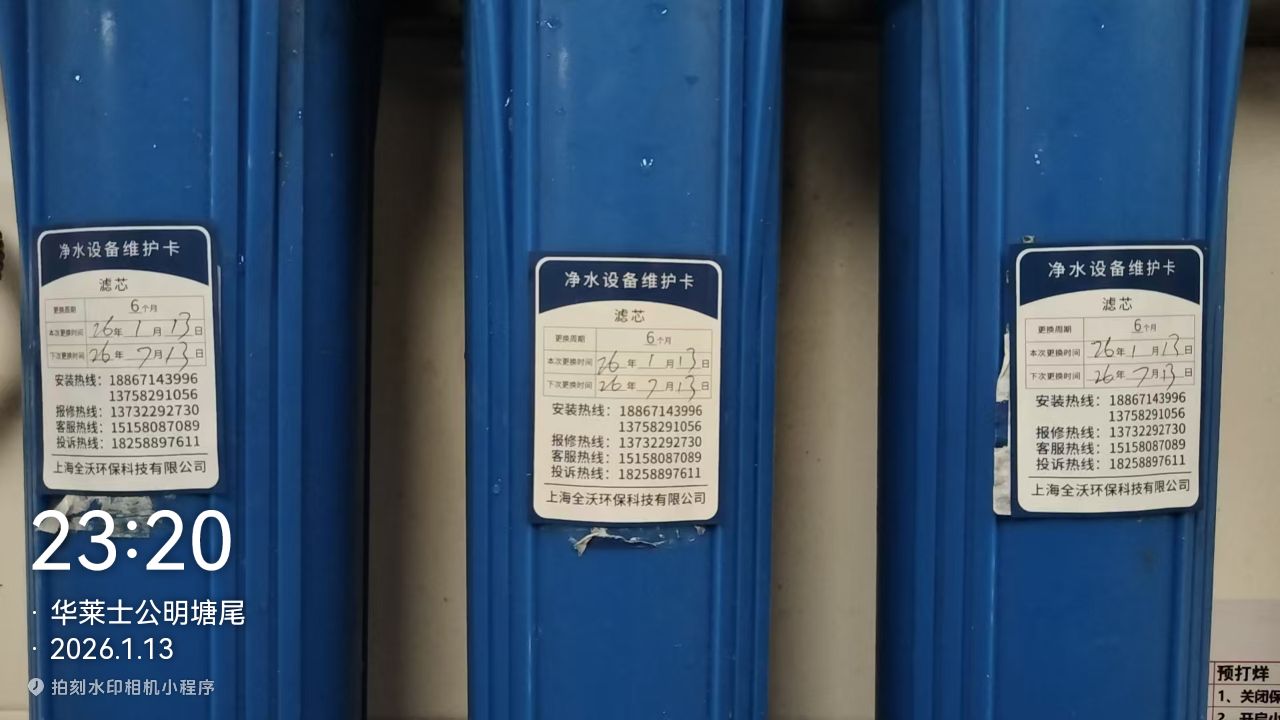 净水设备维护卡
滤芯
更换周期 6个月
本次更换时间 26年 1月 13日
下次更换时间 26年 7月 13日
安装热线：18867143996
13758291056
报修热线：13732292730
客服热线：15158087089
投诉热线：18258897611
上海全沃环保科技有限公司
净水设备维护卡
滤芯
更换周期 6个月
本次更换时间 26年 1月 13日
下次更换时间 26年 7月 13日
安装热线：18867143996
13758291056
报修热线：13732292730
客服热线：15158087089
投诉热线：18258897611
上海全沃环保科技有限公司
净水设备维护卡
滤芯
更换周期 6个月
本次更换时间 26年 1月 13日
下次更换时间 26年 7月 13日
安装热线：18867143996
13758291056
报修热线：13732292730
客服热线：15158087089
投诉热线：18258897611
上海全沃环保科技有限公司
23:20
· 华莱士公明塘尾
· 2026.1.13
拍刻水印相机小程序
预打烊
1、关闭保